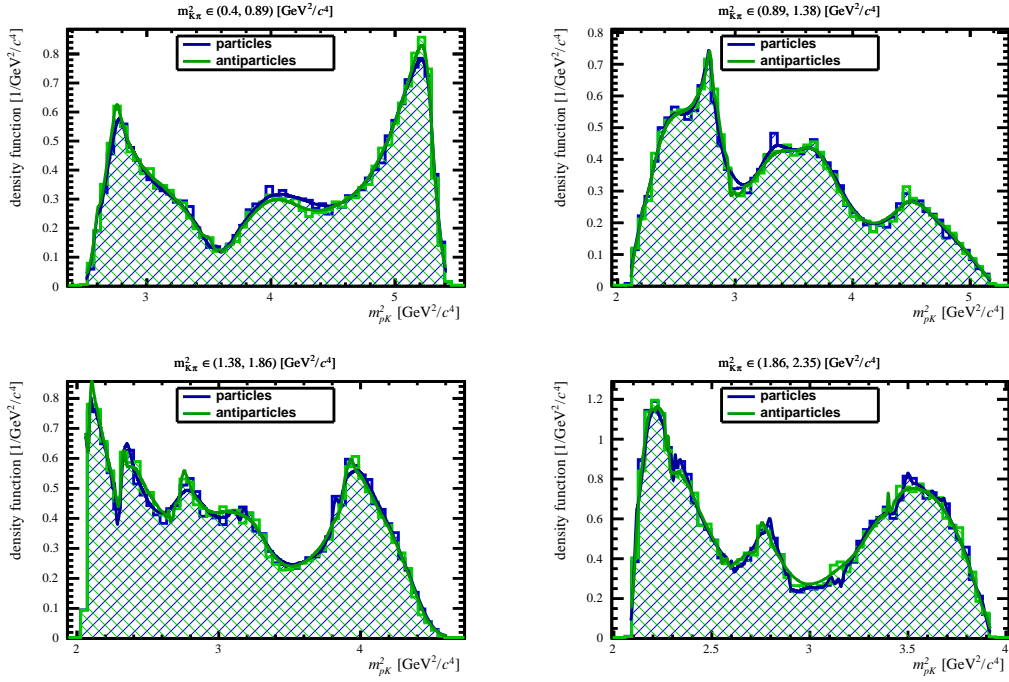 m²Kπ ∈ (0.4, 0.89) [GeV²/c⁴]
density function [1/GeV²/c⁴]
particles
antiparticles
0.8
0.7
0.6
0.5
0.4
0.3
0.2
0.1
0
3 4 5
m²pK [GeV²/c⁴]
m²Kπ ∈ (0.89, 1.38) [GeV²/c⁴]
density function [1/GeV²/c⁴]
particles
antiparticles
0.8
0.7
0.6
0.5
0.4
0.3
0.2
0.1
0
2 3 4 5
m²pK [GeV²/c⁴]
m²Kπ ∈ (1.38, 1.86) [GeV²/c⁴]
density function [1/GeV²/c⁴]
particles
antiparticles
0.8
0.7
0.6
0.5
0.4
0.3
0.2
0.1
0
2 3 4
m²pK [GeV²/c⁴]
m²Kπ ∈ (1.86, 2.35) [GeV²/c⁴]
density function [1/GeV²/c⁴]
particles
antiparticles
1.2
1
0.8
0.6
0.4
0.2
0
2 2.5 3 3.5 4
m²pK [GeV²/c⁴]